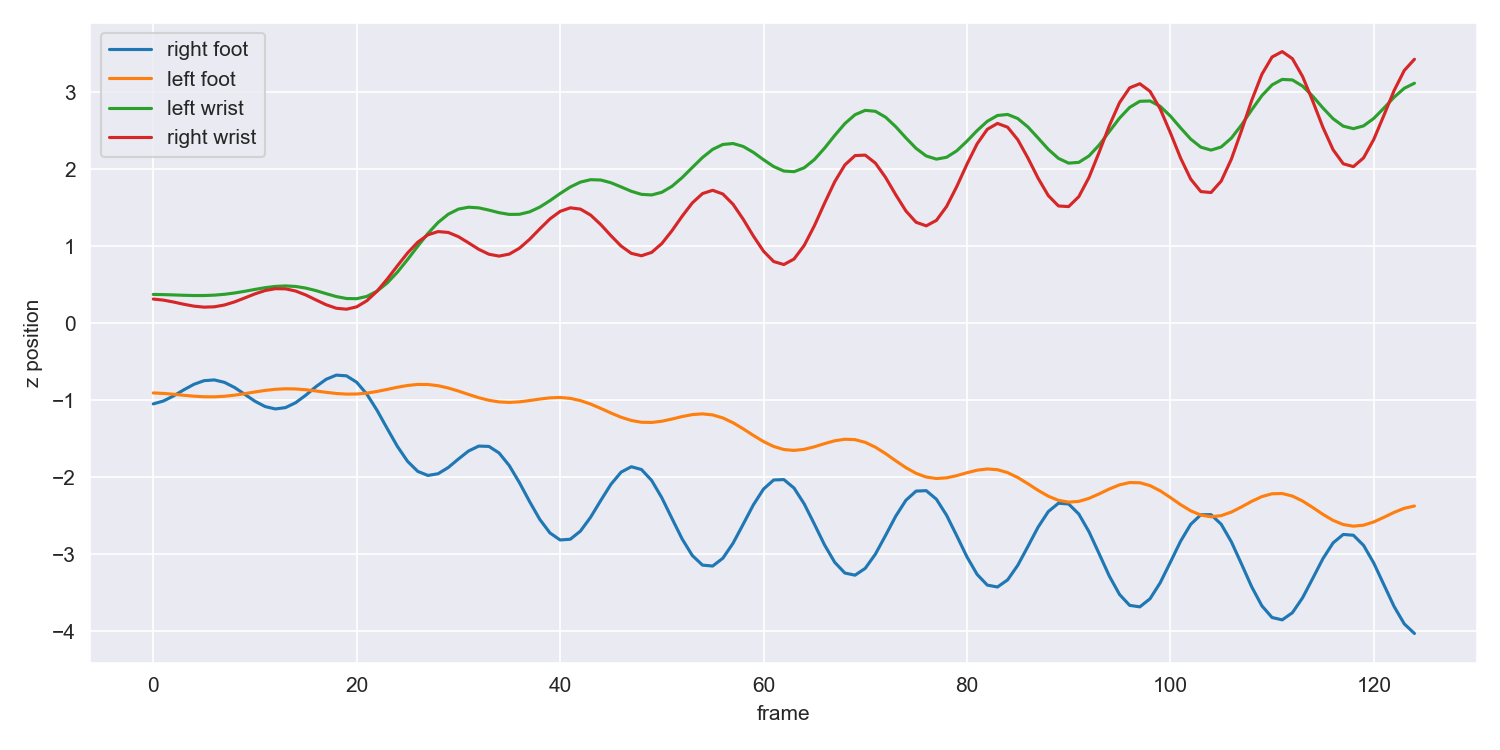 right foot
left foot
left wrist
right wrist
3
2
1
0
−1
−2
−3
−4
z position
0 20 40 60 80 100 120
frame